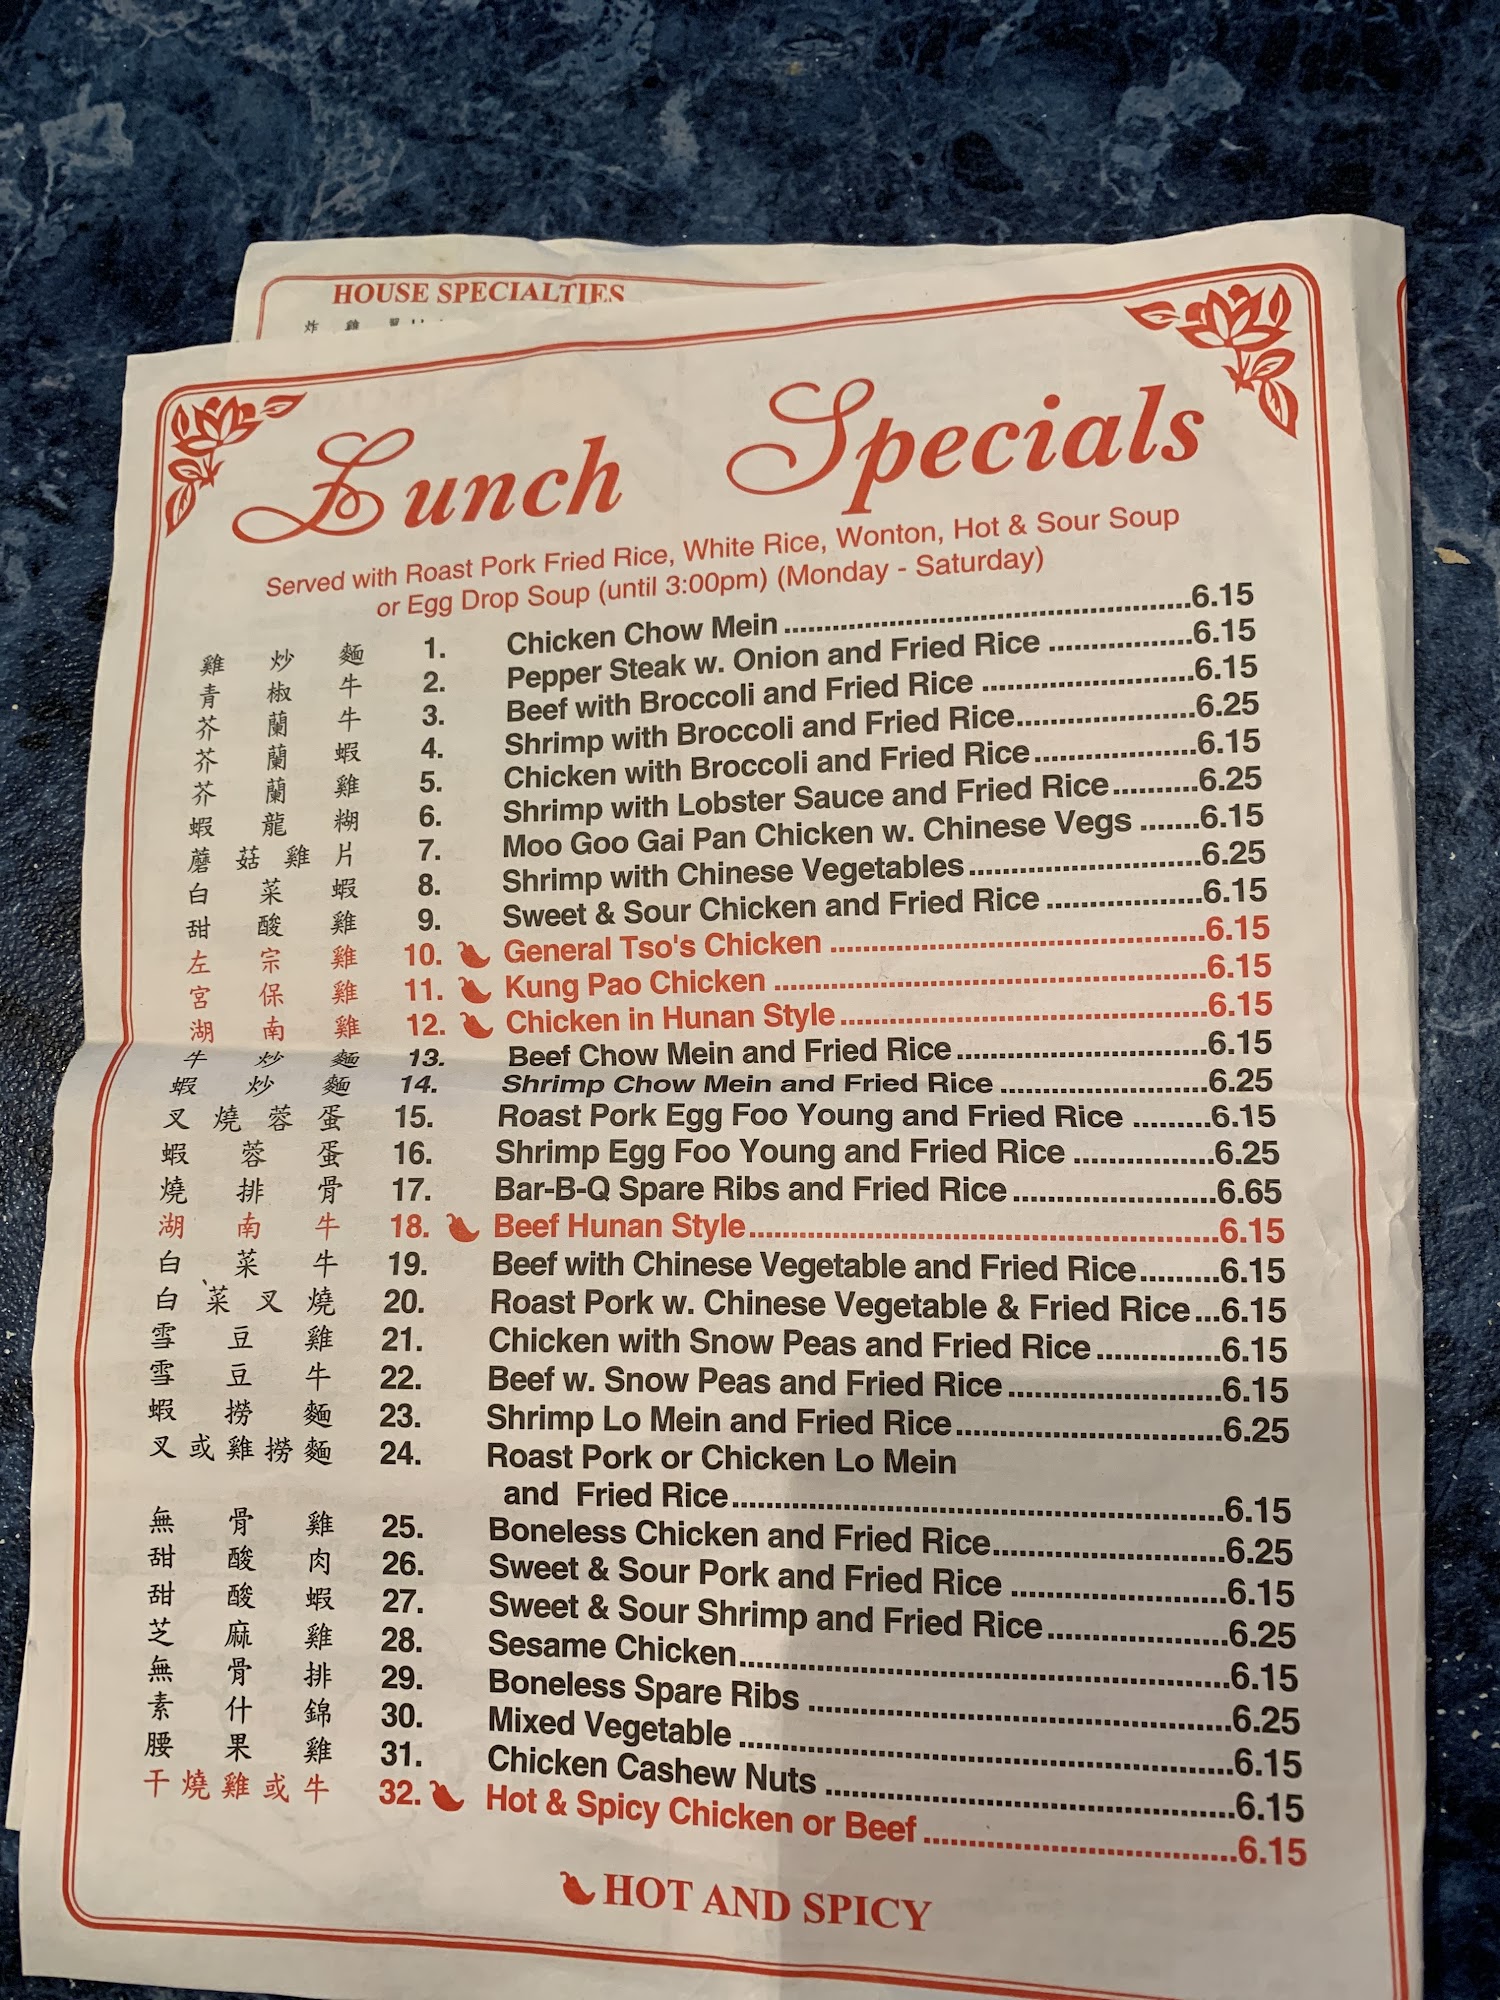 HOUSE SPECIALTIES
炸 雞
Lunch Specials
Served with Roast Pork Fried Rice, White Rice, Wonton, Hot & Sour Soup
or Egg Drop Soup (until 3:00pm) (Monday - Saturday)
雞 炒 麵 1. Chicken Chow Mein 6.15
青 椒 牛 2. Pepper Steak w. Onion and Fried Rice 6.15
芥 蘭 牛 3. Beef with Broccoli and Fried Rice 6.15
芥 蘭 蝦 4. Shrimp with Broccoli and Fried Rice 6.25
芥 蘭 雞 5. Chicken with Broccoli and Fried Rice 6.15
蝦 龍 糊 6. Shrimp with Lobster Sauce and Fried Rice 6.25
蘑 菇 雞 片 7. Moo Goo Gai Pan Chicken w. Chinese Vegs 6.15
白 菜 蝦 8. Shrimp with Chinese Vegetables 6.25
甜 酸 雞 9. Sweet & Sour Chicken and Fried Rice 6.15
左 宗 雞 10. General Tso's Chicken 6.15
宮 保 雞 11. Kung Pao Chicken 6.15
湖 南 雞 12. Chicken in Hunan Style 6.15
牛 炒 麵 13. Beef Chow Mein and Fried Rice 6.15
蝦 炒 麵 14. Shrimp Chow Mein and Fried Rice 6.25
叉 燒 蓉 蛋 15. Roast Pork Egg Foo Young and Fried Rice 6.15
蝦 蓉 蛋 16. Shrimp Egg Foo Young and Fried Rice 6.25
燒 排 骨 17. Bar-B-Q Spare Ribs and Fried Rice 6.65
湖 南 牛 18. Beef Hunan Style 6.15
白 菜 牛 19. Beef with Chinese Vegetable and Fried Rice 6.15
白 菜 叉 燒 20. Roast Pork w. Chinese Vegetable & Fried Rice 6.15
雪 豆 雞 21. Chicken with Snow Peas and Fried Rice 6.15
雪 豆 牛 22. Beef w. Snow Peas and Fried Rice 6.15
蝦 撈 麵 23. Shrimp Lo Mein and Fried Rice 6.25
叉 或 雞 撈 麵 24. Roast Pork or Chicken Lo Mein
and Fried Rice 6.15
無 骨 雞 25. Boneless Chicken and Fried Rice 6.25
甜 酸 肉 26. Sweet & Sour Pork and Fried Rice 6.15
甜 酸 蝦 27. Sweet & Sour Shrimp and Fried Rice 6.25
芝 麻 雞 28. Sesame Chicken 6.15
無 骨 排 29. Boneless Spare Ribs 6.25
素 什 錦 30. Mixed Vegetable 6.15
腰 果 雞 31. Chicken Cashew Nuts 6.15
干 燒 雞 或 牛 32. Hot & Spicy Chicken or Beef 6.15
HOT AND SPICY